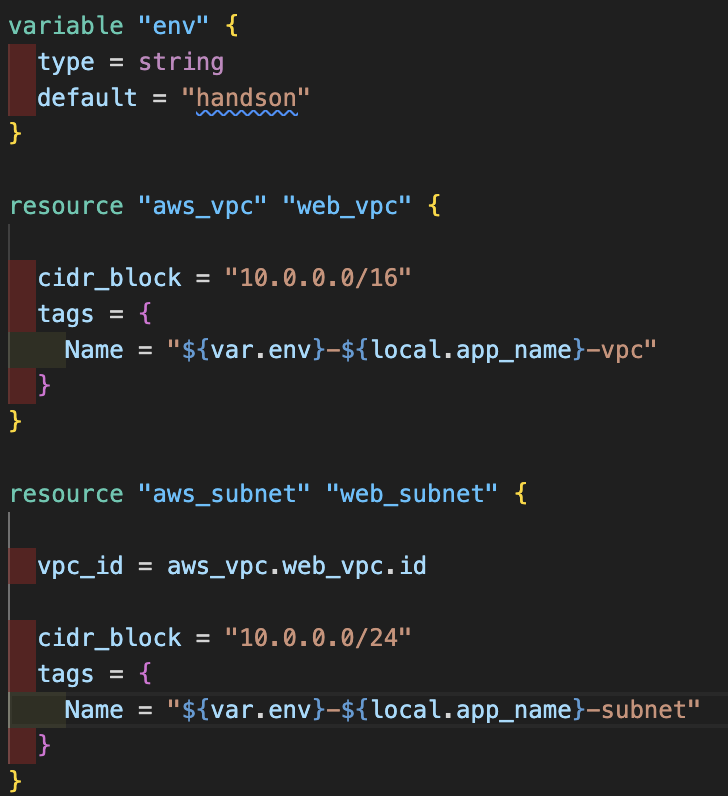 variable "env" {
  type = string
  default = "handson"
}

resource "aws_vpc" "web_vpc" {

  cidr_block = "10.0.0.0/16"
  tags = {
    Name = "${var.env}-${local.app_name}-vpc"
  }
}

resource "aws_subnet" "web_subnet" {

  vpc_id = aws_vpc.web_vpc.id

  cidr_block = "10.0.0.0/24"
  tags = {
    Name = "${var.env}-${local.app_name}-subnet"
  }
}